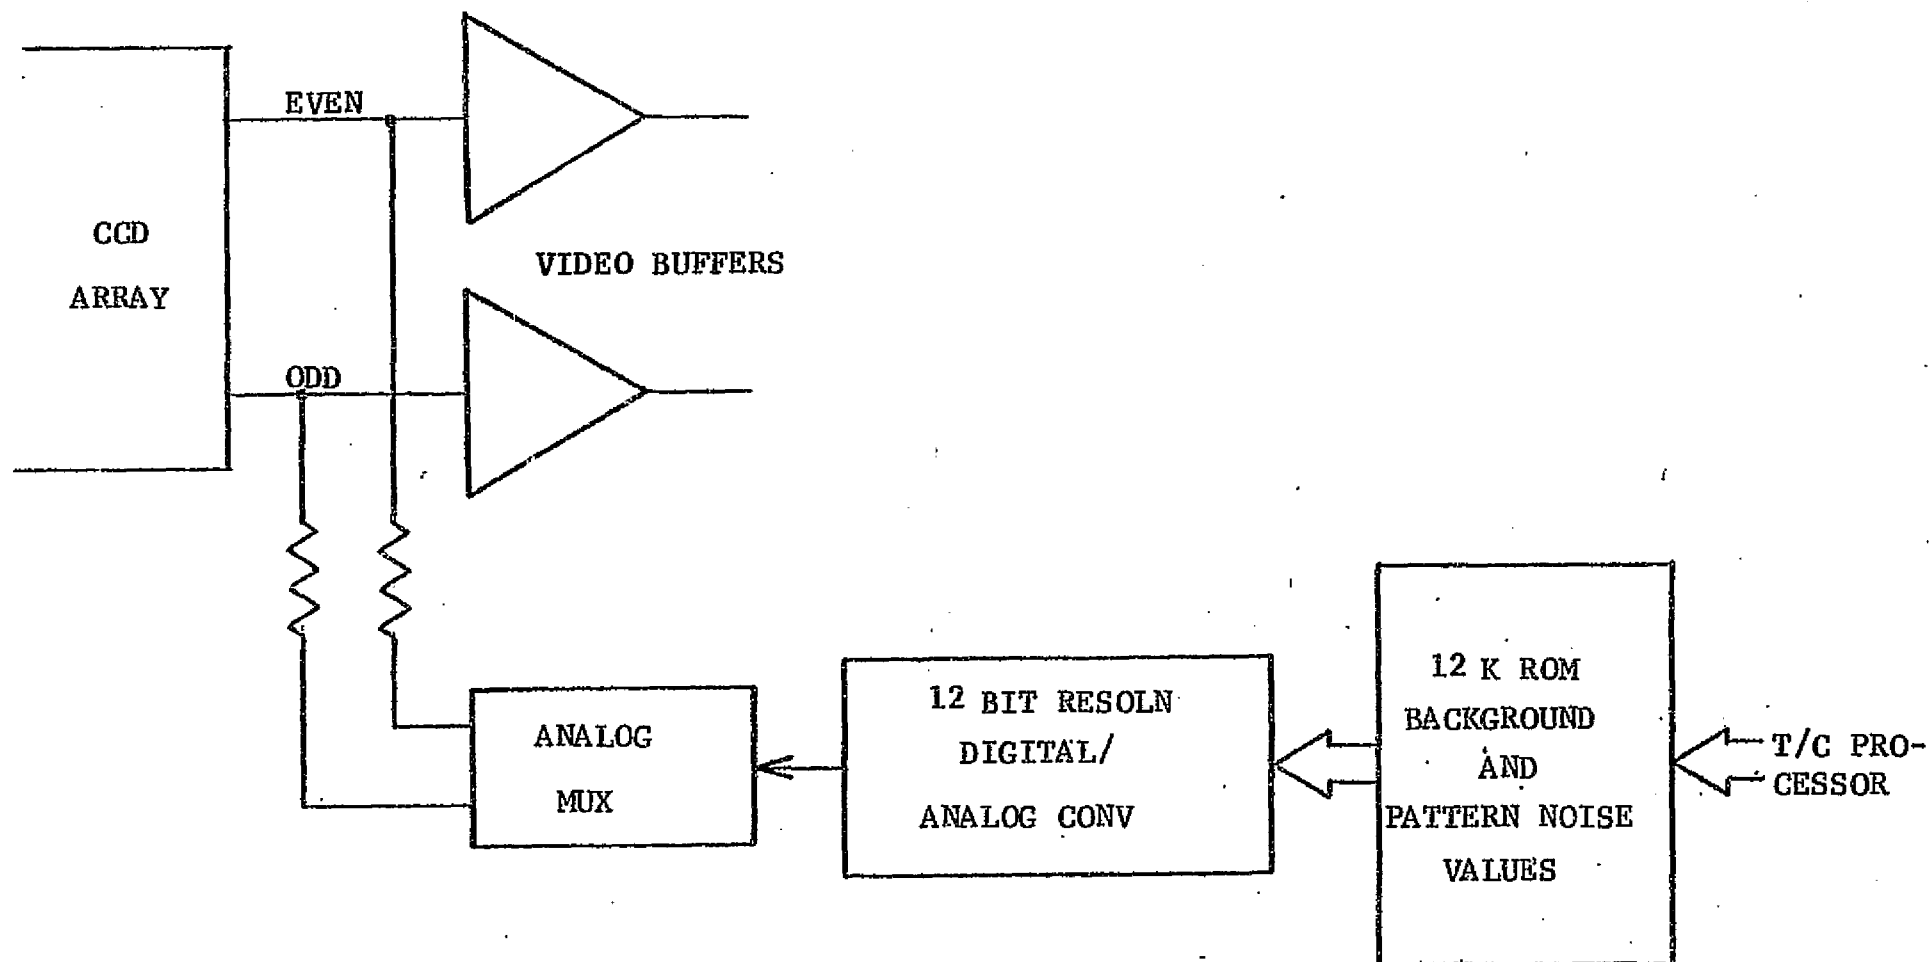 EVEN
CCD
ARRAY
VIDEO BUFFERS
ODD
ANALOG
MUX
12 BIT RESOLN
DIGITAL/
ANALOG CONV
12 K ROM
BACKGROUND
AND
PATTERN NOISE
VALUES
T/C PRO-
CESSOR